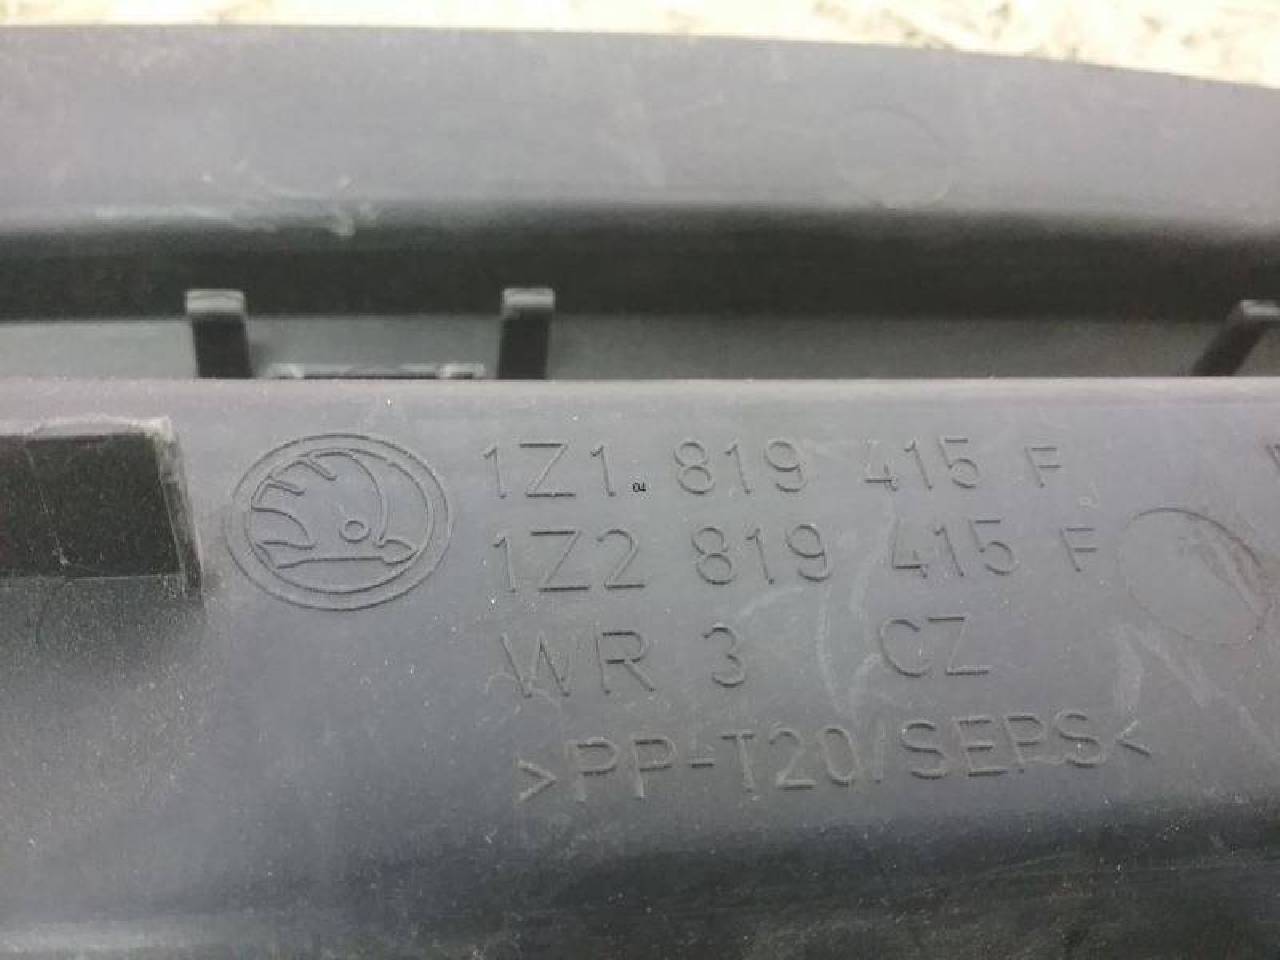 1Z1 819 415 F
1Z2 819 415 F
WR 3 CZ
>PP-T20/SEPS<